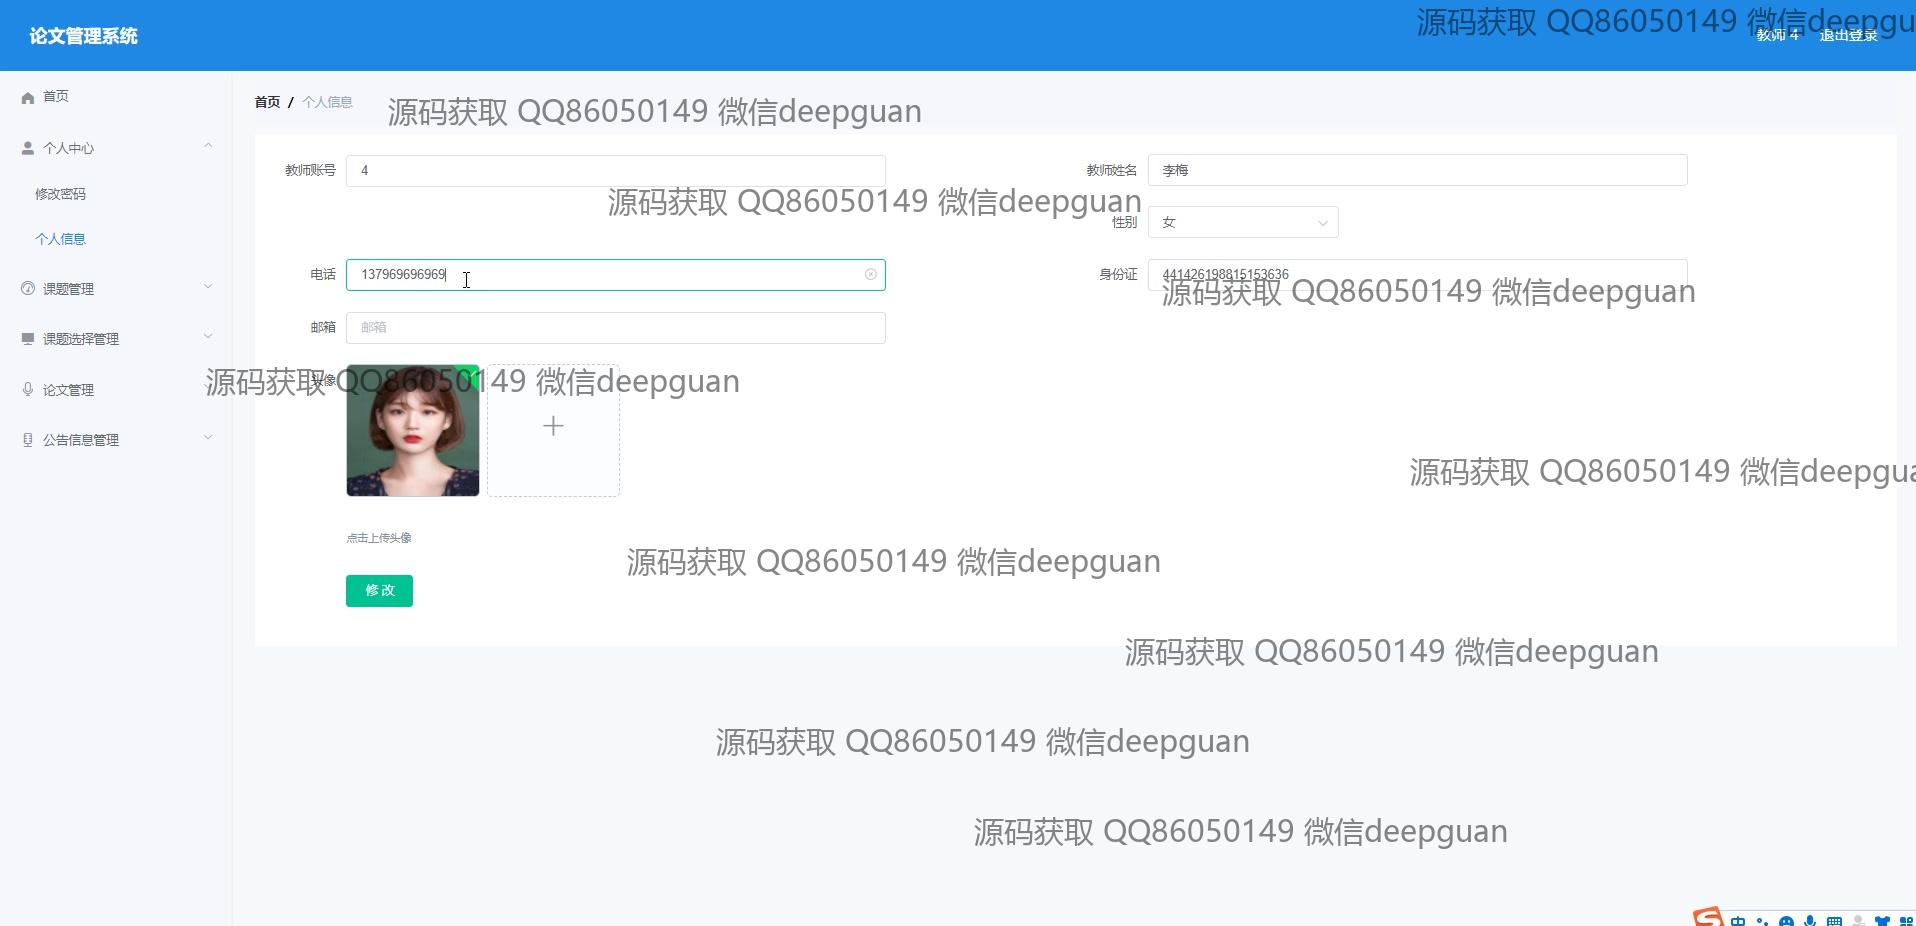 论文管理系统
源码获取 QQ86050149 微信deepgu
教师 4 退出登录
首页
个人中心
修改密码
个人信息
课题管理
课题选择管理
论文管理
公告信息管理
首页 / 个人信息
源码获取 QQ86050149 微信deepguan
教师账号 4
教师姓名 李梅
源码获取 QQ86050149 微信deepguan
性别 女
电话 137969696969
身份证 441426198815153636
源码获取 QQ86050149 微信deepguan
邮箱 邮箱
头像
源码获取 QQ86050149 微信deepguan
源码获取 QQ86050149 微信deepgua
点击上传头像
源码获取 QQ86050149 微信deepguan
修改
源码获取 QQ86050149 微信deepguan
源码获取 QQ86050149 微信deepguan
源码获取 QQ86050149 微信deepguan
中